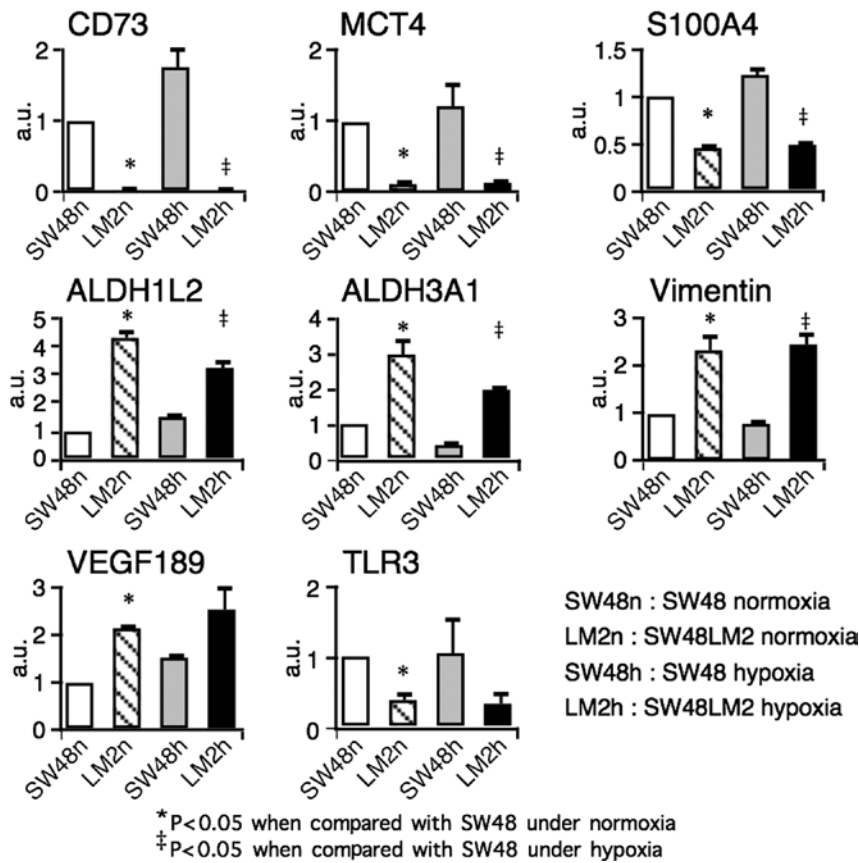 CD73
MCT4
S100A4
a.u.
2
1
0
*
‡
SW48n LM2n SW48h LM2h
a.u.
2
1
0
*
‡
SW48n LM2n SW48h LM2h
a.u.
1.5
1
0.5
0
*
‡
SW48n LM2n SW48h LM2h
ALDH1L2
ALDH3A1
Vimentin
a.u.
5
4
3
2
1
0
*
‡
SW48n LM2n SW48h LM2h
a.u.
4
3
2
1
0
*
‡
SW48n LM2n SW48h LM2h
a.u.
3
2
1
0
*
‡
SW48n LM2n SW48h LM2h
VEGF189
TLR3
a.u.
3
2
1
0
*
SW48n LM2n SW48h LM2h
a.u.
2
1
0
*
SW48n LM2n SW48h LM2h
SW48n : SW48 normoxia
LM2n : SW48LM2 normoxia
SW48h : SW48 hypoxia
LM2h : SW48LM2 hypoxia
*P<0.05 when compared with SW48 under normoxia
‡P<0.05 when compared with SW48 under hypoxia